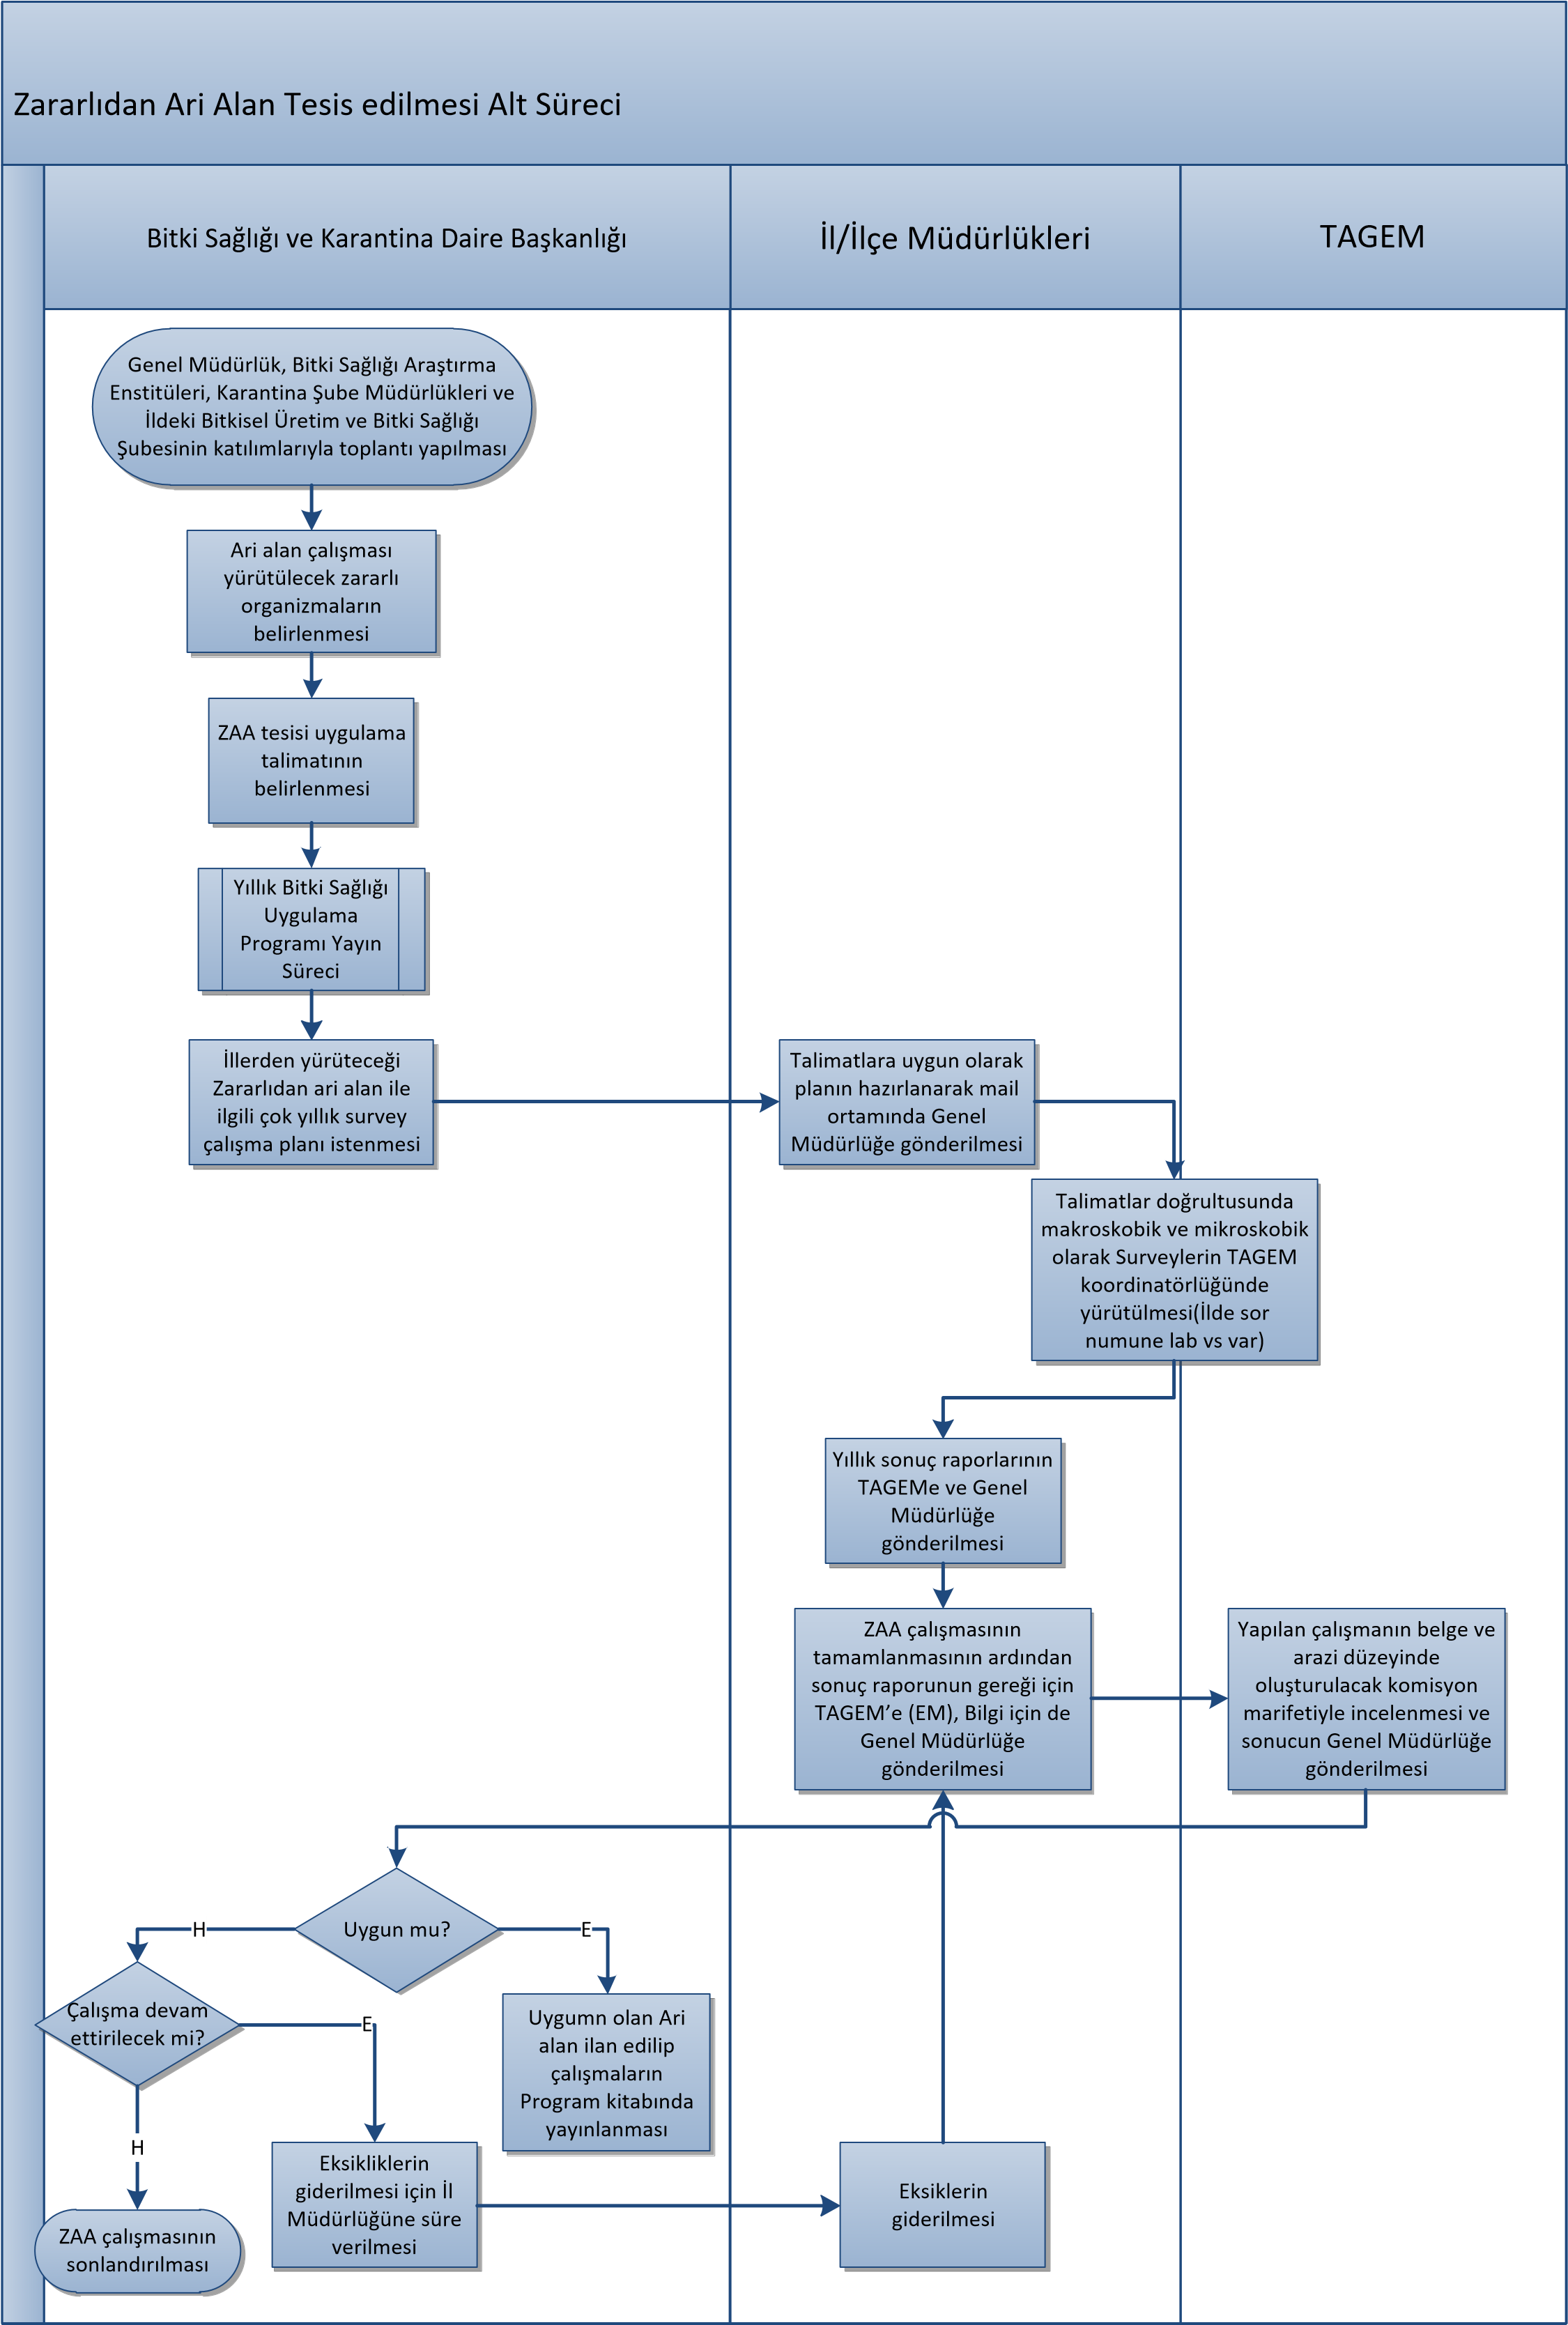 Zararlıdan Ari Alan Tesis edilmesi Alt Süreci
Bitki Sağlığı ve Karantina Daire Başkanlığı
İl/İlçe Müdürlükleri
TAGEM
Genel Müdürlük, Bitki Sağlığı Araştırma
Enstitüleri, Karantina Şube Müdürlükleri ve
İldeki Bitkisel Üretim ve Bitki Sağlığı
Şubesinin katılımlarıyla toplantı yapılması
Ari alan çalışması
yürütülecek zararlı
organizmaların
belirlenmesi
ZAA tesisi uygulama
talimatının
belirlenmesi
Yıllık Bitki Sağlığı
Uygulama
Programı Yayın
Süreci
İllerden yürüteceği
Zararlıdan ari alan ile
ilgili çok yıllık survey
çalışma planı istenmesi
Talimatlara uygun olarak
planın hazırlanarak mail
ortamında Genel
Müdürlüğe gönderilmesi
Talimatlar doğrultusunda
makroskobik ve mikroskobik
olarak Surveylerin TAGEM
koordinatörlüğünde
yürütülmesi(İlde sor
numune lab vs var)
Yıllık sonuç raporlarının
TAGEMe ve Genel
Müdürlüğe
gönderilmesi
ZAA çalışmasının
tamamlanmasının ardından
sonuç raporunun gereği için
TAGEM’e (EM), Bilgi için de
Genel Müdürlüğe
gönderilmesi
Yapılan çalışmanın belge ve
arazi düzeyinde
oluşturulacak komisyon
marifetiyle incelenmesi ve
sonucun Genel Müdürlüğe
gönderilmesi
Uygun mu?
H
E
Çalışma devam
ettirilecek mi?
E
H
Uygumn olan Ari
alan ilan edilip
çalışmaların
Program kitabında
yayınlanması
Eksikliklerin
giderilmesi için İl
Müdürlüğüne süre
verilmesi
Eksiklerin
giderilmesi
ZAA çalışmasının
sonlandırılması